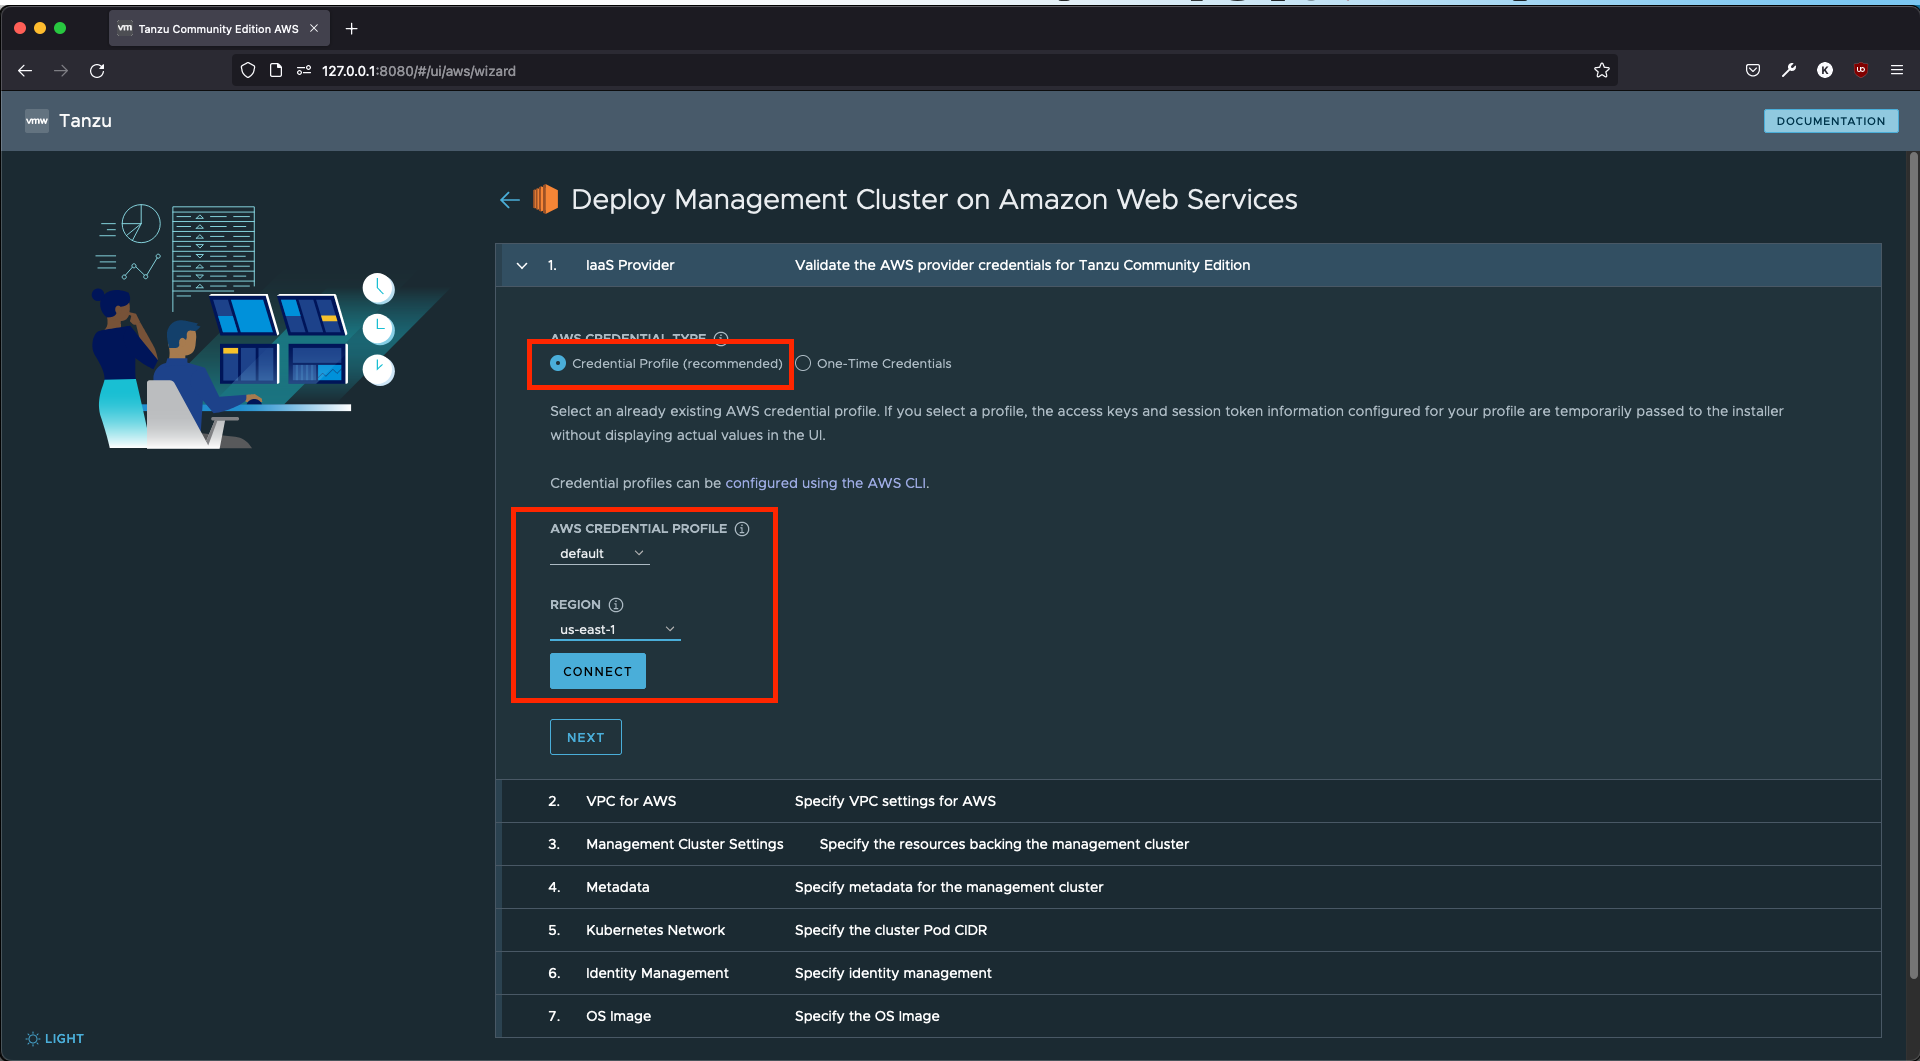 vm Tanzu Community Edition AWS
127.0.0.1:8080/#/ui/aws/wizard
K
UD
vmw Tanzu
DOCUMENTATION
Deploy Management Cluster on Amazon Web Services
1. IaaS Provider Validate the AWS provider credentials for Tanzu Community Edition
AWS CREDENTIAL TYPE
Credential Profile (recommended) One-Time Credentials
Select an already existing AWS credential profile. If you select a profile, the access keys and session token information configured for your profile are temporarily passed to the installer
without displaying actual values in the UI.
Credential profiles can be configured using the AWS CLI.
AWS CREDENTIAL PROFILE
default
REGION
us-east-1
CONNECT
NEXT
2. VPC for AWS Specify VPC settings for AWS
3. Management Cluster Settings Specify the resources backing the management cluster
4. Metadata Specify metadata for the management cluster
5. Kubernetes Network Specify the cluster Pod CIDR
6. Identity Management Specify identity management
7. OS Image Specify the OS Image
LIGHT